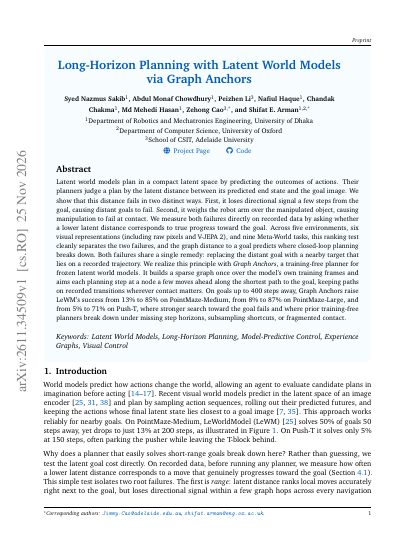 Preprint
Long-Horizon Planning with Latent World Models
via Graph Anchors
Syed Nazmus Sakib¹, Abdul Monaf Chowdhury¹, Peizhen Li³, Nafiul Haque¹, Chandak
Chakma¹, Md Mehedi Hasan¹, Zehong Cao³,*, and Shifat E. Arman¹,²,*
¹Department of Robotics and Mechatronics Engineering, University of Dhaka
²Department of Computer Science, University of Oxford
³School of CSIT, Adelaide University
Project Page Code
Abstract
Latent world models plan in a compact latent space by predicting the outcomes of actions. Their
planners judge a plan by the latent distance between its predicted end state and the goal image. We
show that this distance fails in two distinct ways. First, it loses directional signal a few steps from the
goal, causing distant goals to fail. Second, it weights the robot arm over the manipulated object, causing
manipulation to fail at contact. We measure both failures directly on recorded data by asking whether
a lower latent distance corresponds to true progress toward the goal. Across five environments, six
visual representations (including raw pixels and V-JEPA 2), and nine Meta-World tasks, this ranking test
cleanly separates the two failures, and the graph distance to a goal predicts where closed-loop planning
breaks down. Both failures share a single remedy: replacing the distant goal with a nearby target that
lies on a recorded trajectory. We realize this principle with Graph Anchors, a training-free planner for
frozen latent world models. It builds a sparse graph once over the model's own training frames and
aims each planning step at a node a few moves ahead along the shortest path to the goal, keeping paths
on recorded transitions wherever contact matters. On goals up to 400 steps away, Graph Anchors raise
LeWM's success from 13% to 85% on PointMaze-Medium, from 8% to 87% on PointMaze-Large, and
from 5% to 71% on Push-T, where stronger search toward the goal fails and where prior training-free
planners break down under missing step horizons, subsampling shortcuts, or fragmented contact.
Keywords: Latent World Models, Long-Horizon Planning, Model-Predictive Control, Experience
Graphs, Visual Control
1. Introduction
World models predict how actions change the world, allowing an agent to evaluate candidate plans in
imagination before acting [14–17]. Recent visual world models predict in the latent space of an image
encoder [25, 31, 38] and plan by sampling action sequences, rolling out their predicted futures, and
keeping the actions whose final latent state lies closest to a goal image [7, 35]. This approach works
reliably for nearby goals. On PointMaze-Medium, LeWorldModel (LeWM) [25] solves 50% of goals 50
steps away, yet drops to just 13% at 200 steps, as illustrated in Figure 1. On Push-T it solves only 5%
at 150 steps, often parking the pusher while leaving the T-block behind.
Why does a planner that easily solves short-range goals break down here? Rather than guessing, we
test the latent goal cost directly. On recorded data, before running any planner, we measure how often
a lower latent distance corresponds to a move that genuinely progresses toward the goal (Section 4.1).
This simple test isolates two root failures. The first is range: latent distance ranks local moves accurately
right next to the goal, but loses directional signal within a few graph hops across every navigation
*Corresponding authors: Jimmy.Cao@adelaide.edu.au, shifat.arman@eng.ox.ac.uk
1
arXiv:2611.34509v1 [cs.RO] 25 Nov 2026